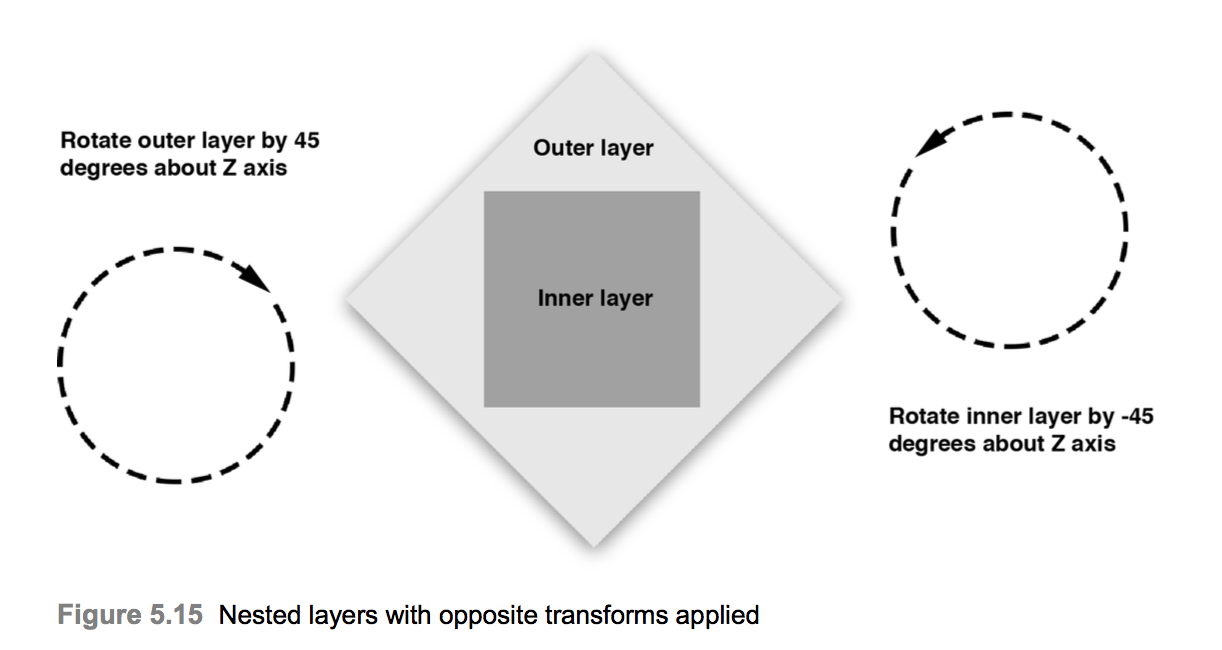 Rotate outer layer by 45
degrees about Z axis
Outer layer
Inner layer
Rotate inner layer by -45
degrees about Z axis
Figure 5.15 Nested layers with opposite transforms applied